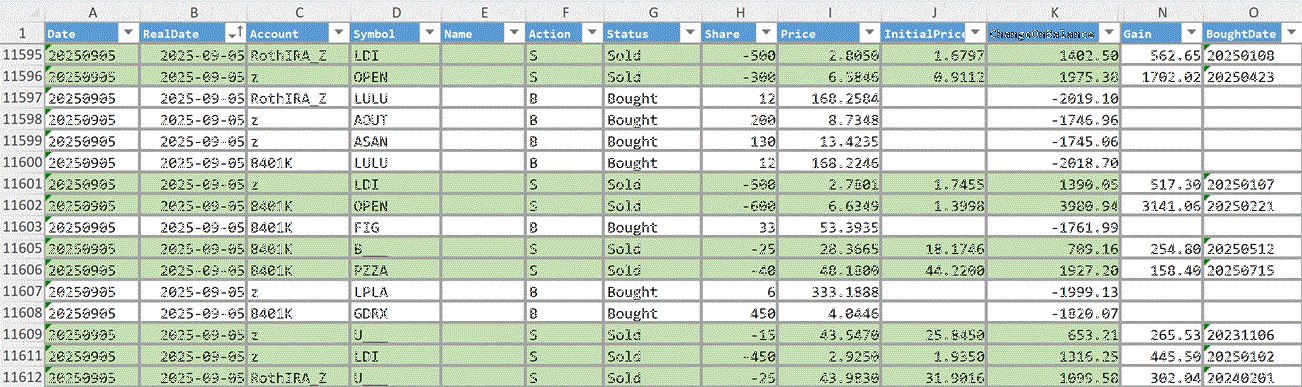 A B C D E F G H I J K N O
1 Date RealDate Account Symbol Name Action Status Share Price InitialPrice ChangeOnBalance Gain BoughtDate
11595 20250905 2025-09-05 RothIRA_Z LDI S Sold -500 2.8050 1.6797 1402.50 562.65 20250108
11596 20250905 2025-09-05 z OPEN S Sold -300 6.5846 0.9112 1975.38 1702.02 20250423
11597 20250905 2025-09-05 RothIRA_Z LULU B Bought 12 168.2584 -2019.10
11598 20250905 2025-09-05 z AOUT B Bought 200 8.7348 -1746.96
11599 20250905 2025-09-05 z ASAN B Bought 130 13.4235 -1745.06
11600 20250905 2025-09-05 8401K LULU B Bought 12 168.2246 -2018.70
11601 20250905 2025-09-05 z LDI S Sold -500 2.7801 1.7455 1390.05 517.30 20250107
11602 20250905 2025-09-05 8401K OPEN S Sold -600 6.6349 1.3998 3980.94 3141.06 20250221
11603 20250905 2025-09-05 8401K FIG B Bought 33 53.3935 -1761.99
11605 20250905 2025-09-05 8401K B___ S Sold -25 28.3665 18.1746 709.16 254.80 20250512
11606 20250905 2025-09-05 8401K PZZA S Sold -40 48.1800 44.2200 1927.20 158.40 20250715
11607 20250905 2025-09-05 z LPLA B Bought 6 333.1888 -1999.13
11608 20250905 2025-09-05 8401K GDRX B Bought 450 4.0446 -1820.07
11609 20250905 2025-09-05 z U___ S Sold -15 43.5470 25.8450 653.21 265.53 20231106
11611 20250905 2025-09-05 z LDI S Sold -450 2.9250 1.9350 1316.25 445.50 20250102
11612 20250905 2025-09-05 RothIRA_Z U___ S Sold -25 43.9830 31.9016 1099.58 302.04 20240201